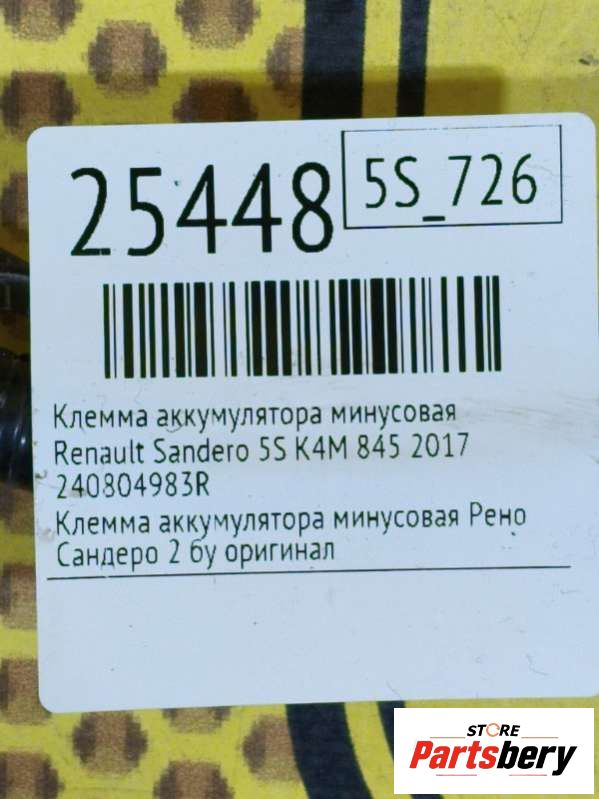 25448
5S_726
Клемма аккумулятора минусовая
Renault Sandero 5S K4M 845 2017
240804983R
Клемма аккумулятора минусовая Рено
Сандеро 2 бу оригинал
STORE
Partsbery